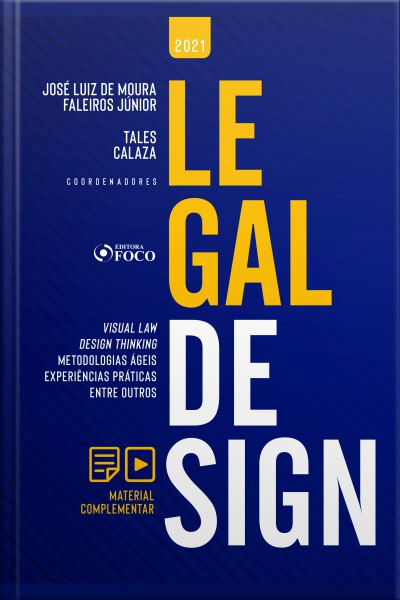 2021
JOSÉ LUIZ DE MOURA
FALEIROS JÚNIOR
TALES
CALAZA
COORDENADORES
EDITORA
FOCO
LE
GAL
DE
SIGN
VISUAL LAW
DESIGN THINKING
METODOLOGIAS ÁGEIS
EXPERIÊNCIAS PRÁTICAS
ENTRE OUTROS
MATERIAL
COMPLEMENTAR